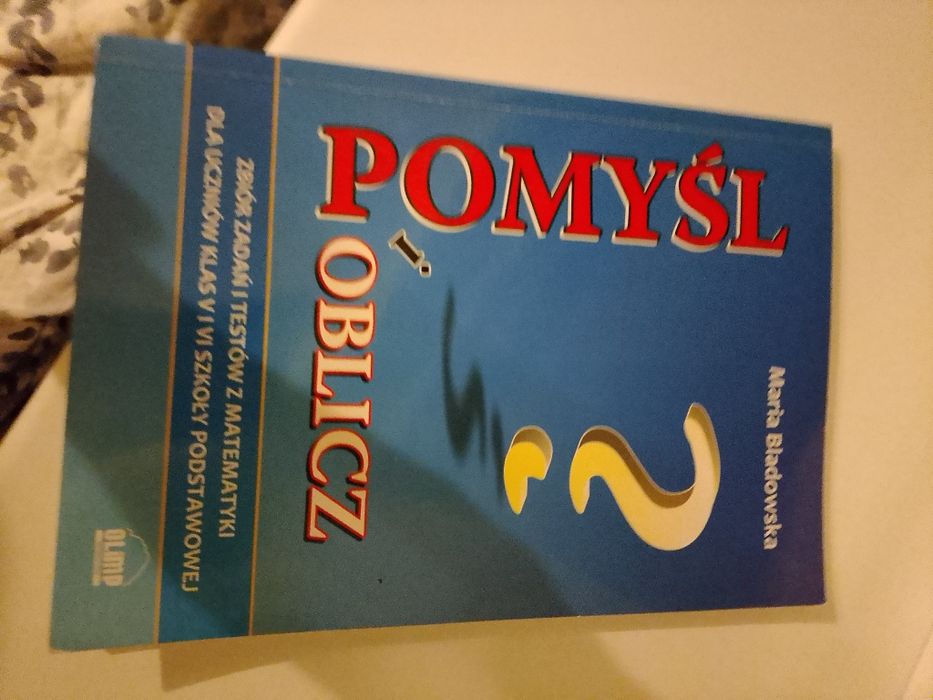 Maria Bladowska
POMYŚL
i
OBLICZ
?
ZBIÓR ZADAŃ I TESTÓW Z MATEMATYKI
DLA UCZNIÓW KLAS V I VI SZKOŁY PODSTAWOWEJ
OLIMP